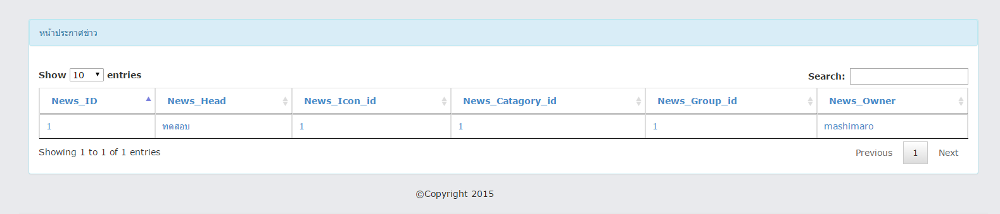 หน้าประกาศข่าว
Show 10 entries Search:
News_ID News_Head News_Icon_id News_Catagory_id News_Group_id News_Owner
1 ทดสอบ 1 1 1 mashimaro
Showing 1 to 1 of 1 entries Previous 1 Next
©Copyright 2015